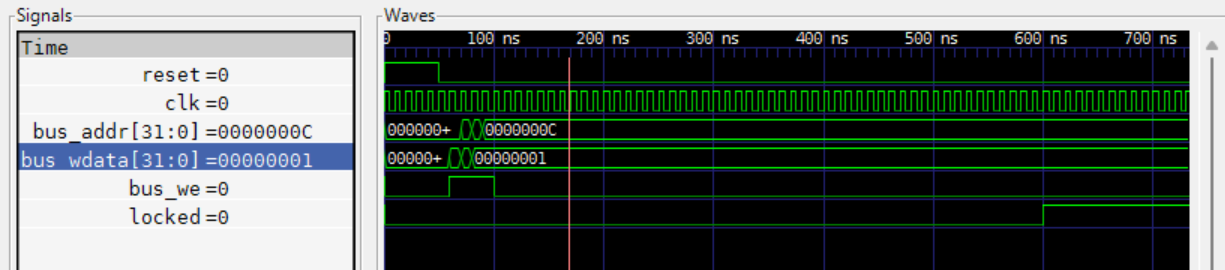 Signals
Time
reset =0
clk =0
bus_addr[31:0] =0000000C
bus_wdata[31:0] =00000001
bus_we =0
locked =0
Waves
0 100 ns 200 ns 300 ns 400 ns 500 ns 600 ns 700 ns
000000+ 0000000C
00000+ 00000001